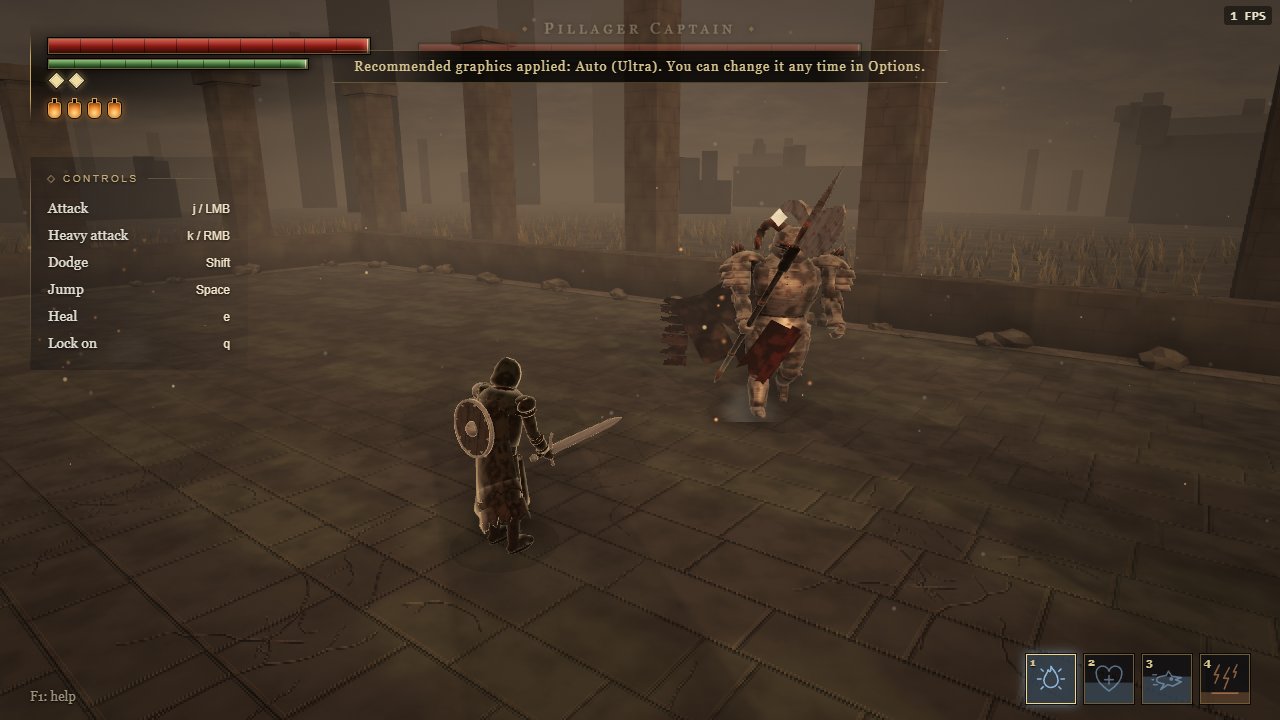 1 FPS
Pillager Captain
Recommended graphics applied: Auto (Ultra). You can change it any time in Options.
CONTROLS
Attack j / LMB
Heavy attack k / RMB
Dodge Shift
Jump Space
Heal e
Lock on q
1 2 3 4
F1: help